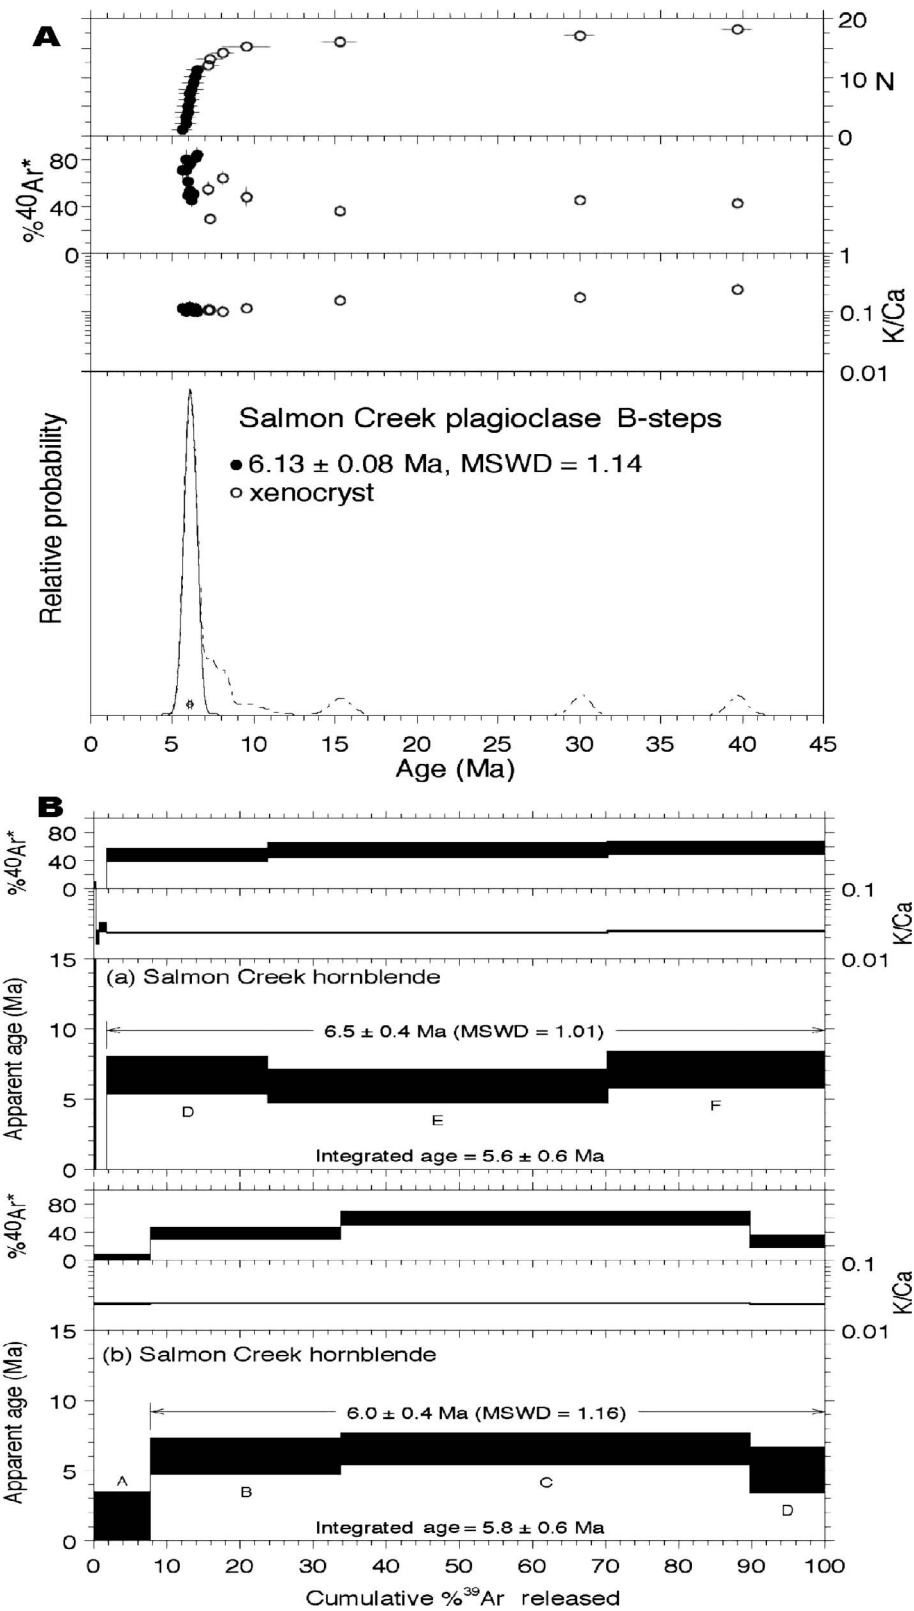 A
20
10 N
0
%40Ar*
80
40
0
1
0.1
0.01
K/Ca
Relative probability
Salmon Creek plagioclase B-steps
● 6.13 ± 0.08 Ma, MSWD = 1.14
○ xenocryst
0 5 10 15 20 25 30 35 40 45
Age (Ma)
B
%40Ar*
80
40
0
0.1
0.01
K/Ca
Apparent age (Ma)
15
10
5
0
(a) Salmon Creek hornblende
6.5 ± 0.4 Ma (MSWD = 1.01)
D
E
F
Integrated age = 5.6 ± 0.6 Ma
%40Ar*
80
40
0
0.1
0.01
K/Ca
Apparent age (Ma)
15
10
5
0
(b) Salmon Creek hornblende
6.0 ± 0.4 Ma (MSWD = 1.16)
A
B
C
D
Integrated age = 5.8 ± 0.6 Ma
0 10 20 30 40 50 60 70 80 90 100
Cumulative %³⁹Ar released